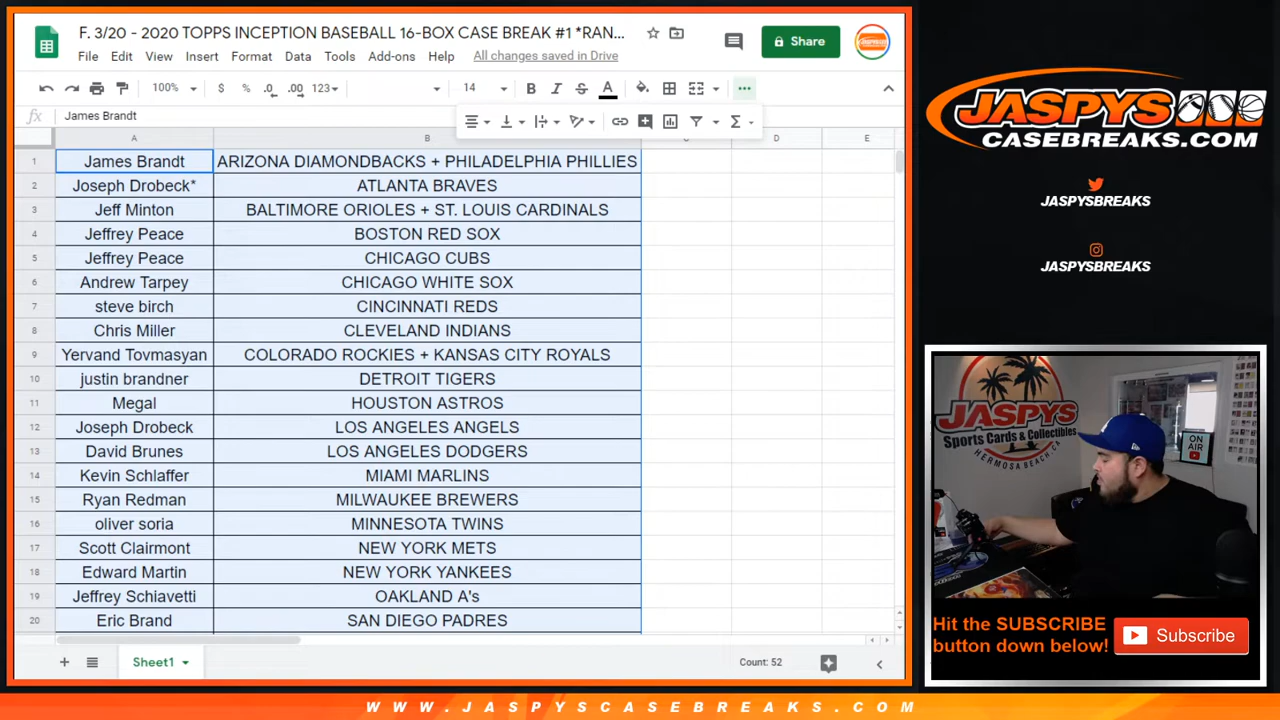 F. 3/20 - 2020 TOPPS INCEPTION BASEBALL 16-BOX CASE BREAK #1 *RAN...
File Edit View Insert Format Data Tools Add-ons Help All changes saved in Drive
Share
100% $ % .0 .00 123 14 B I S A
fx James Brandt
A B C D E
1 James Brandt ARIZONA DIAMONDBACKS + PHILADELPHIA PHILLIES
2 Joseph Drobeck* ATLANTA BRAVES
3 Jeff Minton BALTIMORE ORIOLES + ST. LOUIS CARDINALS
4 Jeffrey Peace BOSTON RED SOX
5 Jeffrey Peace CHICAGO CUBS
6 Andrew Tarpey CHICAGO WHITE SOX
7 steve birch CINCINNATI REDS
8 Chris Miller CLEVELAND INDIANS
9 Yervand Tovmasyan COLORADO ROCKIES + KANSAS CITY ROYALS
10 justin brandner DETROIT TIGERS
11 Megal HOUSTON ASTROS
12 Joseph Drobeck LOS ANGELES ANGELS
13 David Brunes LOS ANGELES DODGERS
14 Kevin Schlaffer MIAMI MARLINS
15 Ryan Redman MILWAUKEE BREWERS
16 oliver soria MINNESOTA TWINS
17 Scott Clairmont NEW YORK METS
18 Edward Martin NEW YORK YANKEES
19 Jeffrey Schiavetti OAKLAND A's
20 Eric Brand SAN DIEGO PADRES
Sheet1
Count: 52
JASPYS
CASEBREAKS.COM
JASPYSBREAKS
JASPYSBREAKS
JASPYS
Sports Cards & Collectibles
HERMOSA BEACH, CA
ON AIR
Hit the SUBSCRIBE
button down below!
Subscribe
WWW.JASPYSCASEBREAKS.COM